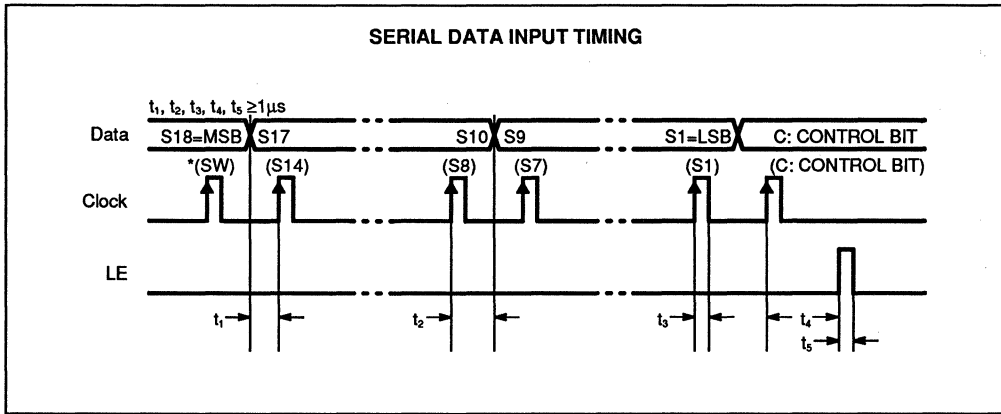 SERIAL DATA INPUT TIMING
t₁, t₂, t₃, t₄, t₅ ≥1μs
Data S18=MSB S17 S10 S9 S1=LSB C: CONTROL BIT
*(SW) (S14) (S8) (S7) (S1) (C: CONTROL BIT)
Clock
LE
t₁ t₂ t₃ t₄
t₅